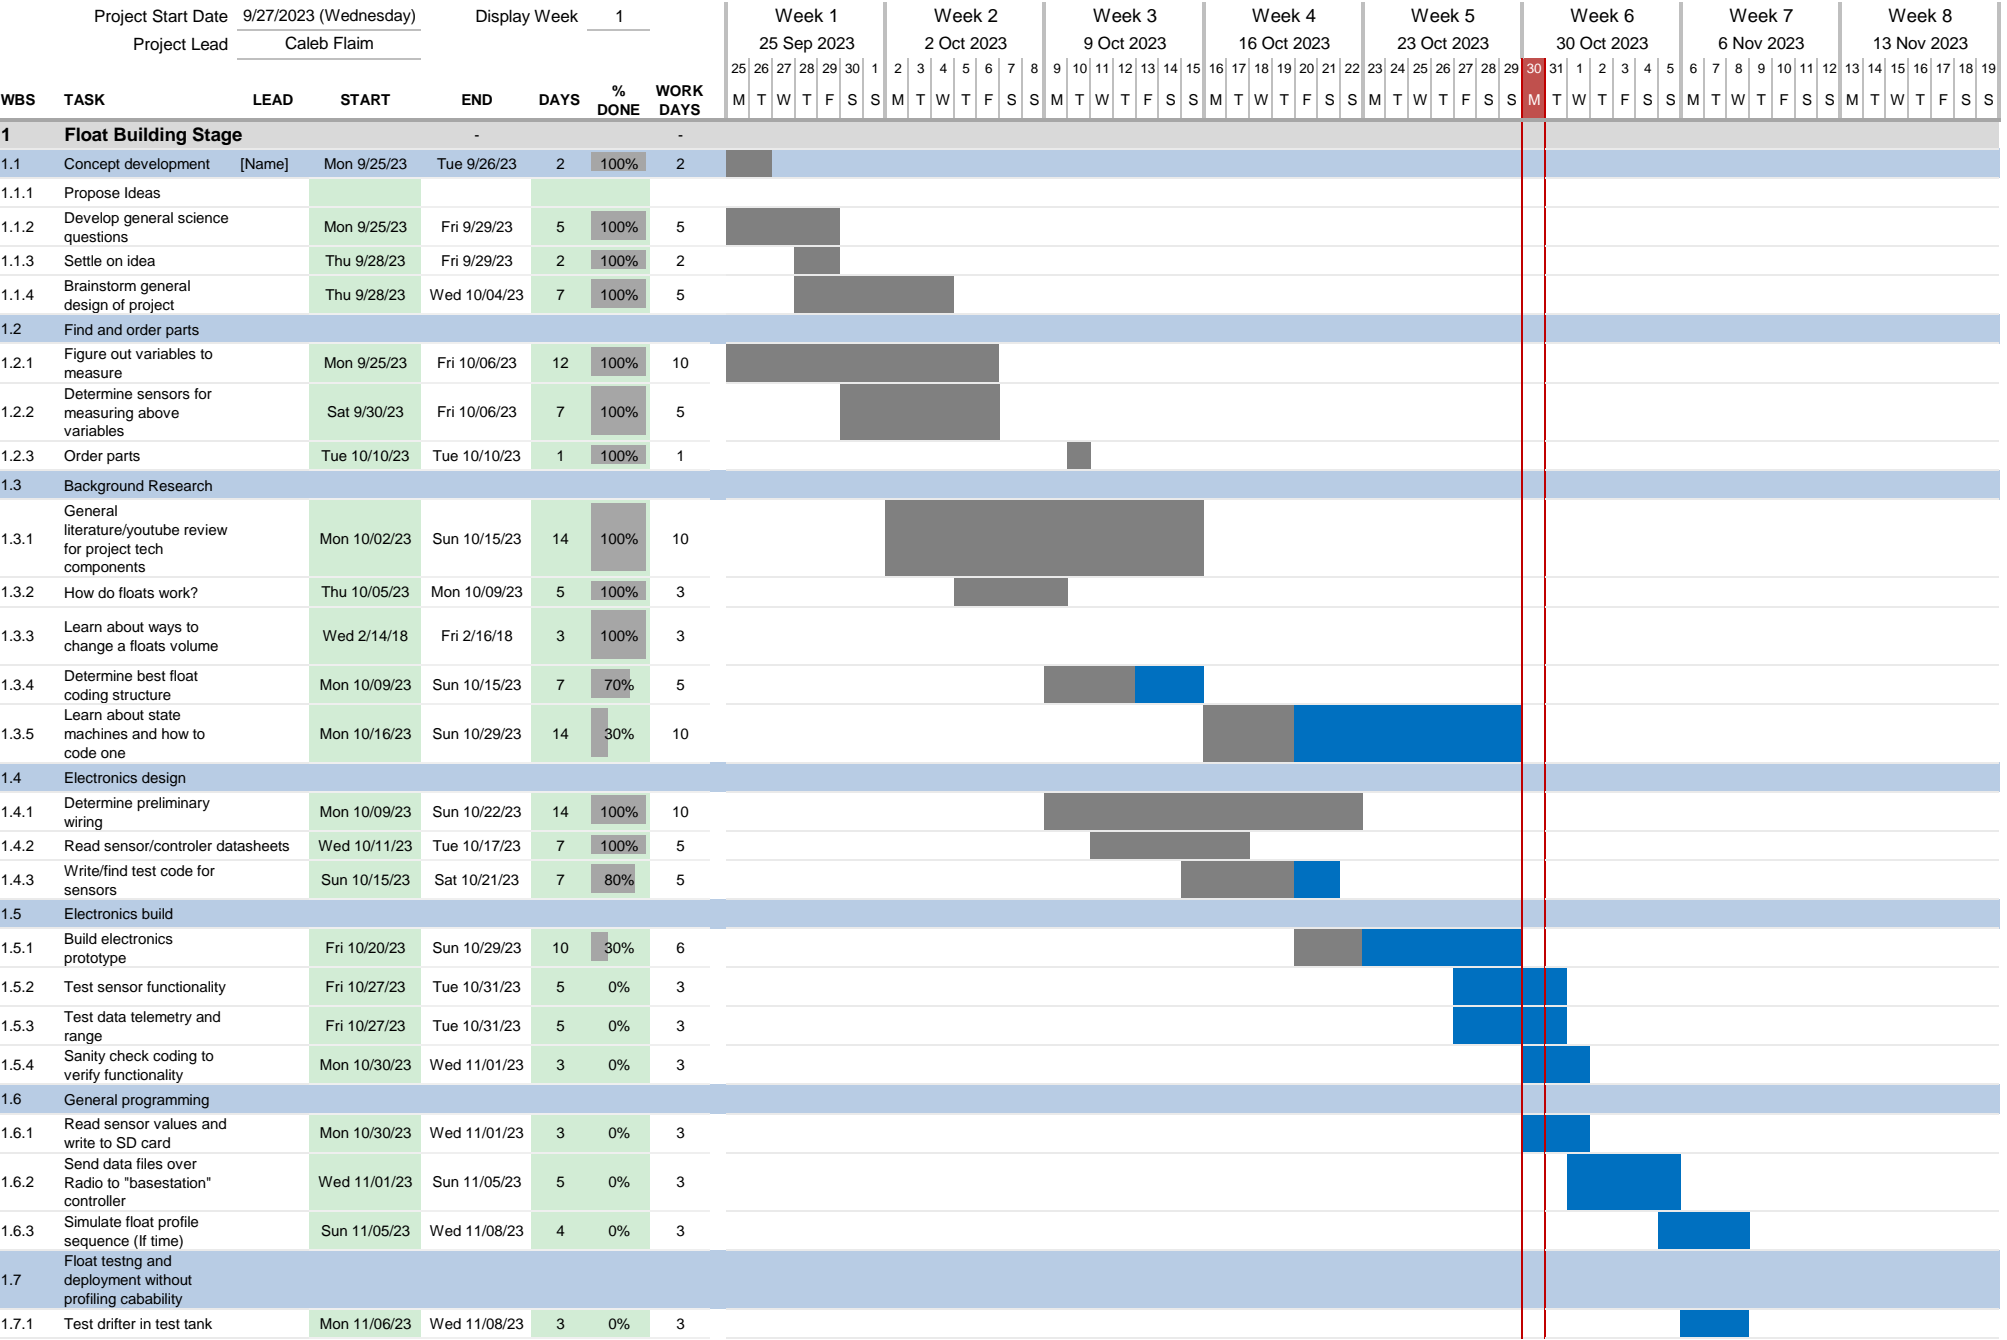 Project Start Date 9/27/2023 (Wednesday) Display Week 1 Week 1 Week 2 Week 3 Week 4 Week 5 Week 6 Week 7 Week 8
Project Lead Caleb Flaim 25 Sep 2023 2 Oct 2023 9 Oct 2023 16 Oct 2023 23 Oct 2023 30 Oct 2023 6 Nov 2023 13 Nov 2023
25 26 27 28 29 30 1 2 3 4 5 6 7 8 9 10 11 12 13 14 15 16 17 18 19 20 21 22 23 24 25 26 27 28 29 30 31 1 2 3 4 5 6 7 8 9 10 11 12 13 14 15 16 17 18 19
WBS TASK LEAD START END DAYS % DONE WORK DAYS M T W T F S S M T W T F S S M T W T F S S M T W T F S S M T W T F S S M T W T F S S M T W T F S S M T W T F S S
1 Float Building Stage - -
1.1 Concept development [Name] Mon 9/25/23 Tue 9/26/23 2 100% 2
1.1.1 Propose Ideas
1.1.2 Develop general science
questions Mon 9/25/23 Fri 9/29/23 5 100% 5
1.1.3 Settle on idea Thu 9/28/23 Fri 9/29/23 2 100% 2
1.1.4 Brainstorm general
design of project Thu 9/28/23 Wed 10/04/23 7 100% 5
1.2 Find and order parts
1.2.1 Figure out variables to
measure Mon 9/25/23 Fri 10/06/23 12 100% 10
1.2.2 Determine sensors for
measuring above Sat 9/30/23 Fri 10/06/23 7 100% 5
variables
1.2.3 Order parts Tue 10/10/23 Tue 10/10/23 1 100% 1
1.3 Background Research
General
literature/youtube review
1.3.1 for project tech Mon 10/02/23 Sun 10/15/23 14 100% 10
components
1.3.2 How do floats work? Thu 10/05/23 Mon 10/09/23 5 100% 3
1.3.3 Learn about ways to
change a floats volume Wed 2/14/18 Fri 2/16/18 3 100% 3
1.3.4 Determine best float
coding structure Mon 10/09/23 Sun 10/15/23 7 70% 5
Learn about state
1.3.5 machines and how to Mon 10/16/23 Sun 10/29/23 14 30% 10
code one
1.4 Electronics design
1.4.1 Determine preliminary
wiring Mon 10/09/23 Sun 10/22/23 14 100% 10
1.4.2 Read sensor/controler datasheets Wed 10/11/23 Tue 10/17/23 7 100% 5
1.4.3 Write/find test code for
sensors Sun 10/15/23 Sat 10/21/23 7 80% 5
1.5 Electronics build
1.5.1 Build electronics
prototype Fri 10/20/23 Sun 10/29/23 10 30% 6
1.5.2 Test sensor functionality Fri 10/27/23 Tue 10/31/23 5 0% 3
1.5.3 Test data telemetry and
range Fri 10/27/23 Tue 10/31/23 5 0% 3
1.5.4 Sanity check coding to
verify functionality Mon 10/30/23 Wed 11/01/23 3 0% 3
1.6 General programming
1.6.1 Read sensor values and
write to SD card Mon 10/30/23 Wed 11/01/23 3 0% 3
Send data files over
1.6.2 Radio to "basestation" Wed 11/01/23 Sun 11/05/23 5 0% 3
controller
1.6.3 Simulate float profile
sequence (If time) Sun 11/05/23 Wed 11/08/23 4 0% 3
Float testng and
1.7 deployment without
profiling cabability
1.7.1 Test drifter in test tank Mon 11/06/23 Wed 11/08/23 3 0% 3